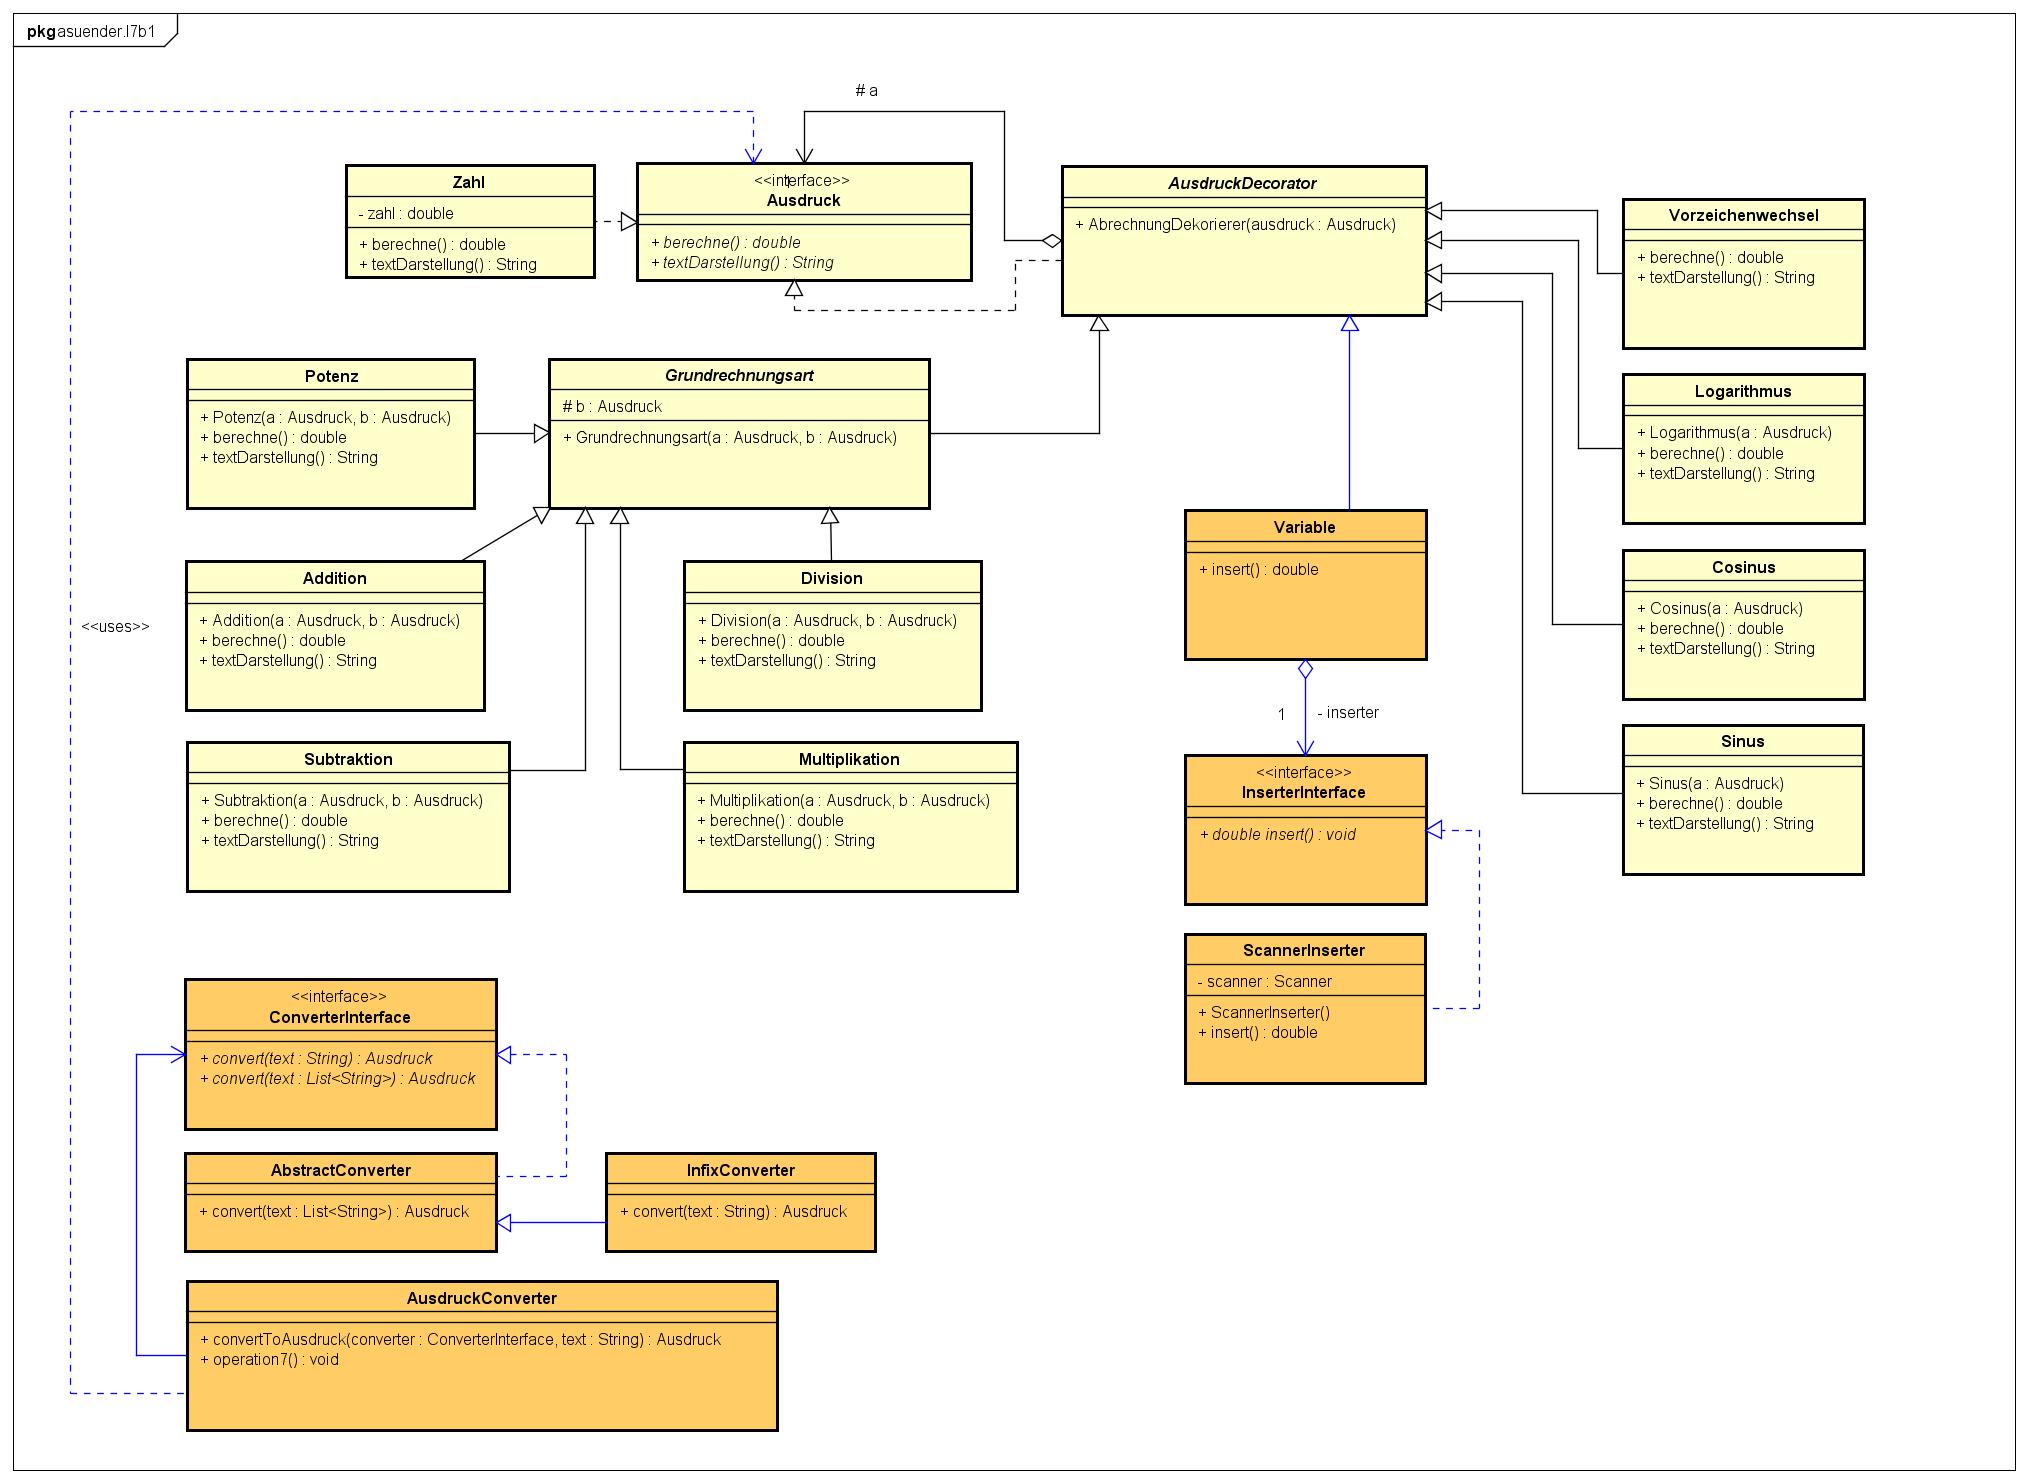 pkg asuender.l7b1
# a
Zahl
- zahl : double
+ berechne() : double
+ textDarstellung() : String
<<interface>>
1
Ausdruck
+ berechne() : double
+ textDarstellung() : String
AusdruckDecorator
+ AbrechnungDekorierer(ausdruck : Ausdruck)
Vorzeichenwechsel
+ berechne() : double
+ textDarstellung() : String
Potenz
+ Potenz(a : Ausdruck, b : Ausdruck)
+ berechne() : double
+ textDarstellung() : String
Grundrechnungsart
# b : Ausdruck
+ Grundrechnungsart(a : Ausdruck, b : Ausdruck)
Logarithmus
+ Logarithmus(a : Ausdruck)
+ berechne() : double
+ textDarstellung() : String
Addition
+ Addition(a : Ausdruck, b : Ausdruck)
+ berechne() : double
+ textDarstellung() : String
Division
+ Division(a : Ausdruck, b : Ausdruck)
+ berechne() : double
+ textDarstellung() : String
Variable
+ insert() : double
Cosinus
+ Cosinus(a : Ausdruck)
+ berechne() : double
+ textDarstellung() : String
<<uses>>
1
- inserter
Subtraktion
+ Subtraktion(a : Ausdruck, b : Ausdruck)
+ berechne() : double
+ textDarstellung() : String
Multiplikation
+ Multiplikation(a : Ausdruck, b : Ausdruck)
+ berechne() : double
+ textDarstellung() : String
<<interface>>
InserterInterface
+ double insert() : void
Sinus
+ Sinus(a : Ausdruck)
+ berechne() : double
+ textDarstellung() : String
ScannerInserter
- scanner : Scanner
+ ScannerInserter()
+ insert() : double
<<interface>>
ConverterInterface
+ convert(text : String) : Ausdruck
+ convert(text : List<String>) : Ausdruck
AbstractConverter
+ convert(text : List<String>) : Ausdruck
InfixConverter
+ convert(text : String) : Ausdruck
AusdruckConverter
+ convertToAusdruck(converter : ConverterInterface, text : String) : Ausdruck
+ operation7() : void